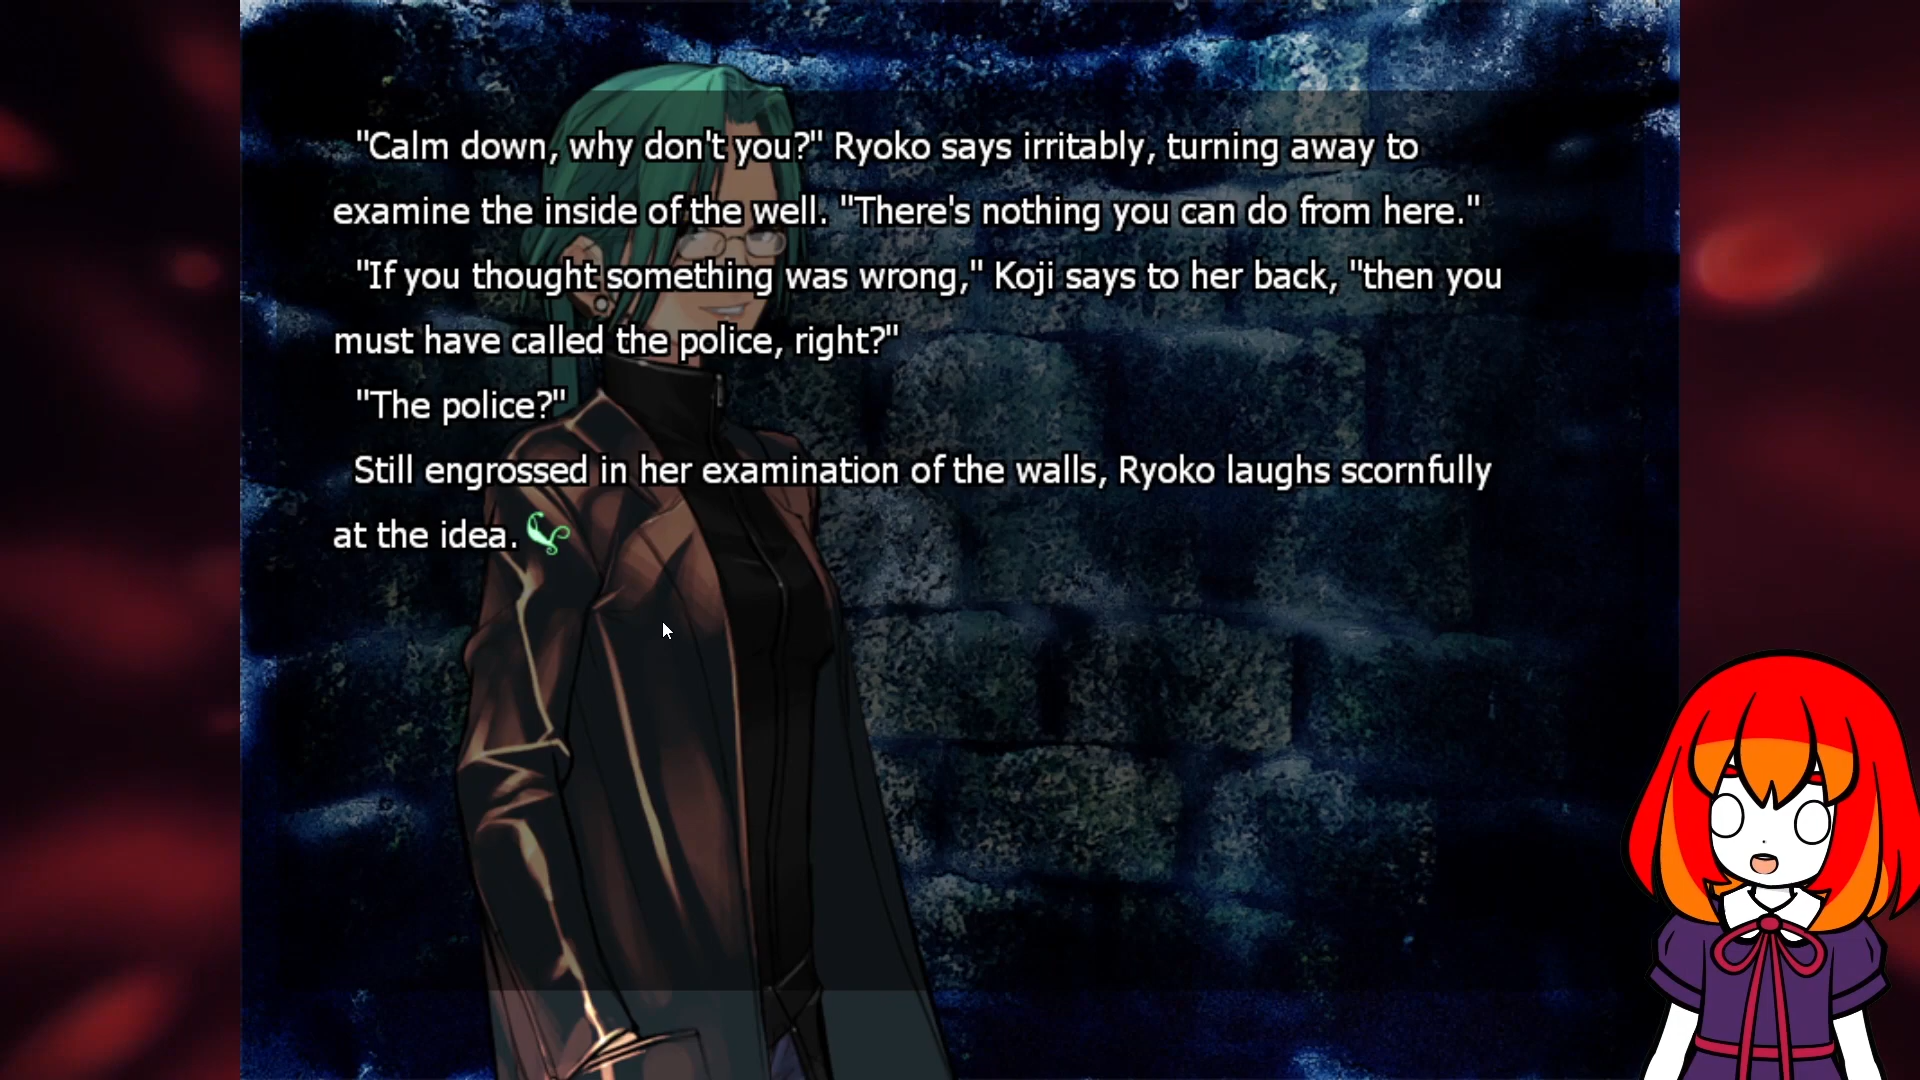 "Calm down, why don't you?" Ryoko says irritably, turning away to
examine the inside of the well. "There's nothing you can do from here."
"If you thought something was wrong," Koji says to her back, "then you
must have called the police, right?"
"The police?"
Still engrossed in her examination of the walls, Ryoko laughs scornfully
at the idea.